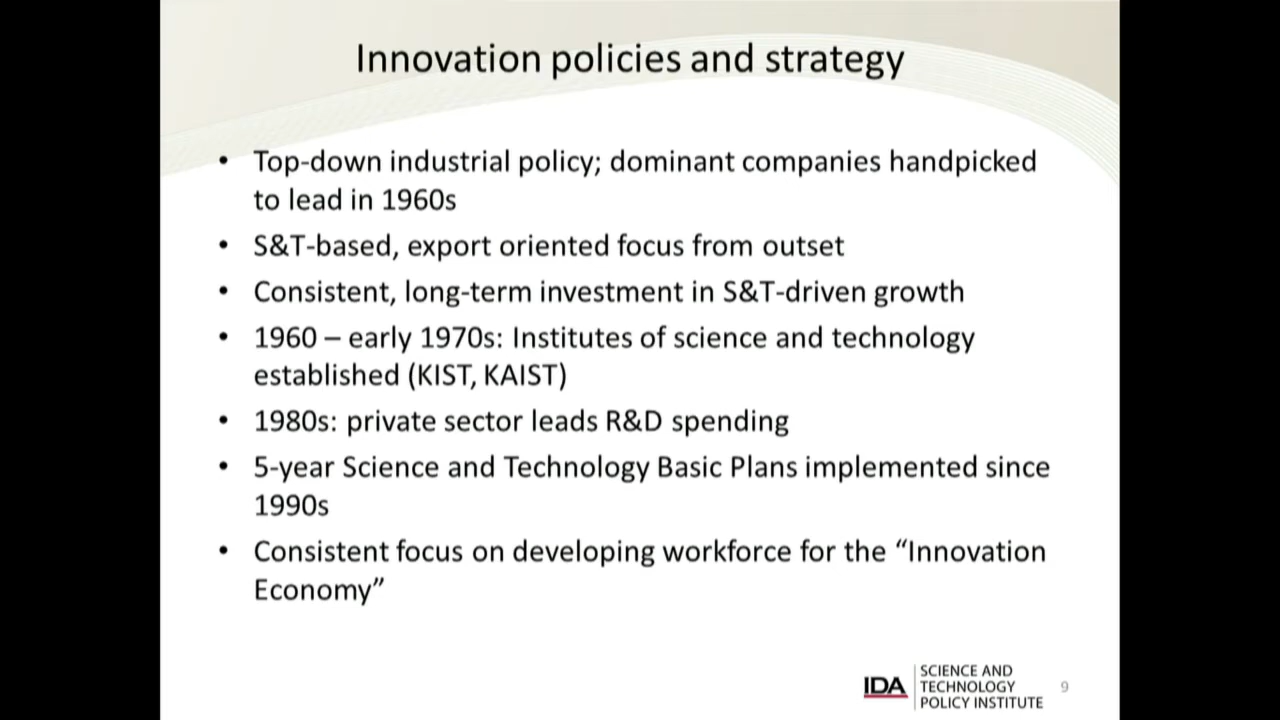 Innovation policies and strategy
• Top-down industrial policy; dominant companies handpicked
to lead in 1960s
• S&T-based, export oriented focus from outset
• Consistent, long-term investment in S&T-driven growth
• 1960 – early 1970s: Institutes of science and technology
established (KIST, KAIST)
• 1980s: private sector leads R&D spending
• 5-year Science and Technology Basic Plans implemented since
1990s
• Consistent focus on developing workforce for the “Innovation
Economy”
IDA
SCIENCE AND
TECHNOLOGY
POLICY INSTITUTE
9